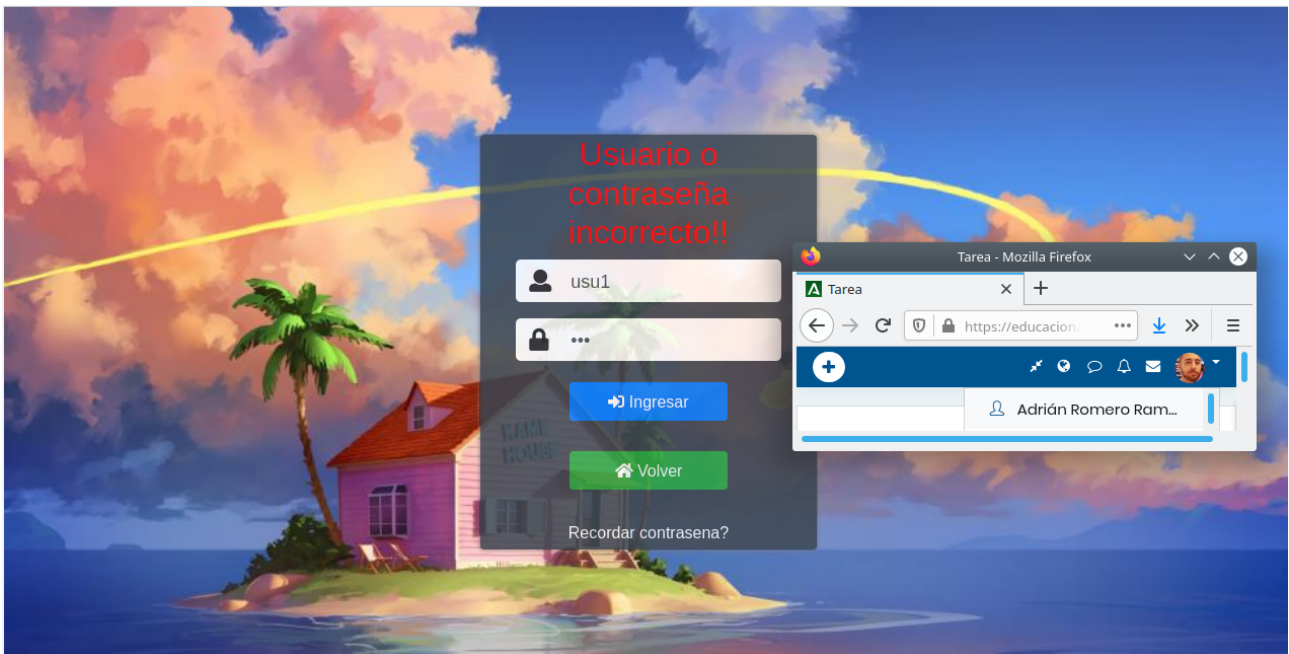 Usuario o
contraseña
incorrecto!!
usu1
•••
Ingresar
Volver
Recordar contrasena?
KAME
HOUSE
Tarea - Mozilla Firefox
Tarea
https://educacion
Adrián Romero Ram...